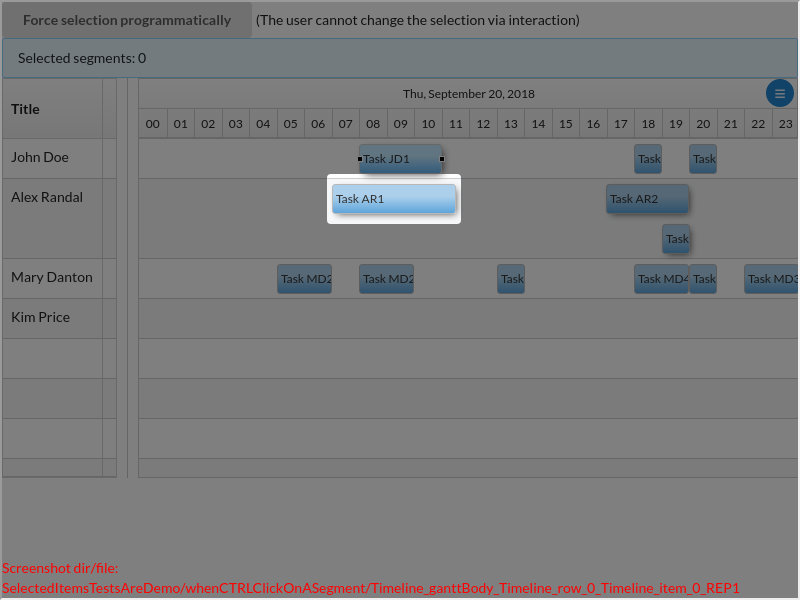 Force selection programmatically (The user cannot change the selection via interaction)
Selected segments: 0
Title
Thu, September 20, 2018
00 01 02 03 04 05 06 07 08 09 10 11 12 13 14 15 16 17 18 19 20 21 22 23
John Doe Task JD1 Task Task
Alex Randal Task AR1 Task AR2
Task
Mary Danton Task MD2 Task MD2 Task Task MD4 Task Task MD3
Kim Price
Screenshot dir/file:
SelectedItemsTestsAreDemo/whenCTRLClickOnASegment/Timeline_ganttBody_Timeline_row_0_Timeline_item_0_REP1